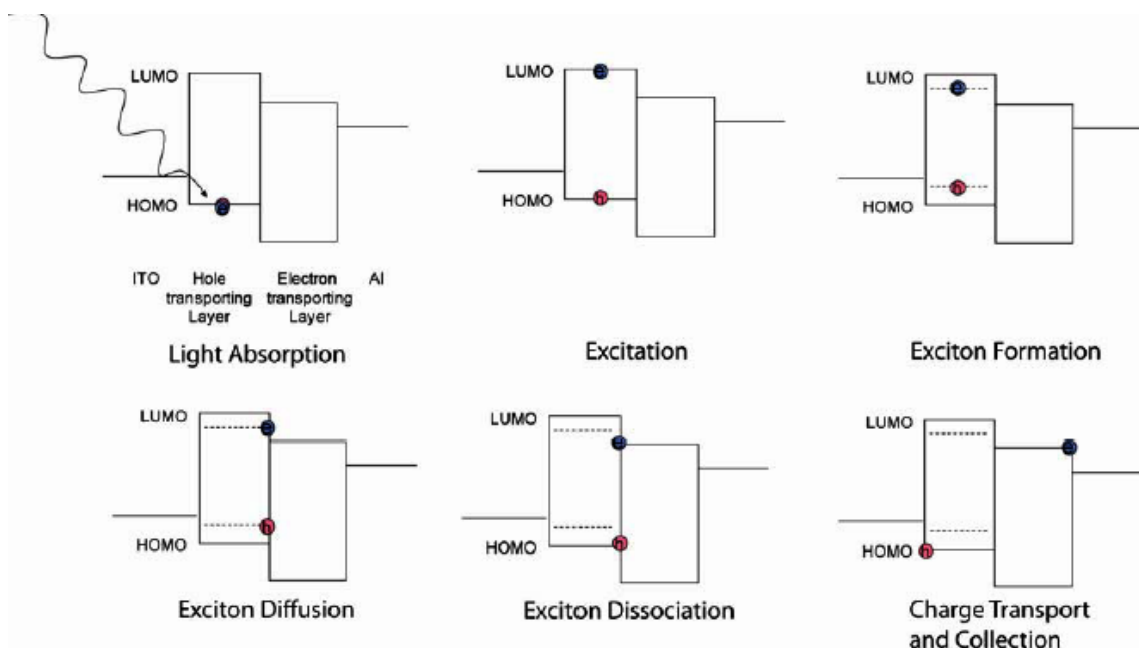 LUMO
HOMO
e
ITO Hole transporting Layer Electron transporting Layer Al
Light Absorption
LUMO
e
h
HOMO
Excitation
LUMO
e
h
HOMO
Exciton Formation
LUMO
e
h
HOMO
Exciton Diffusion
LUMO
e
h
HOMO
Exciton Dissociation
LUMO
e
HOMO
h
Charge Transport
and Collection